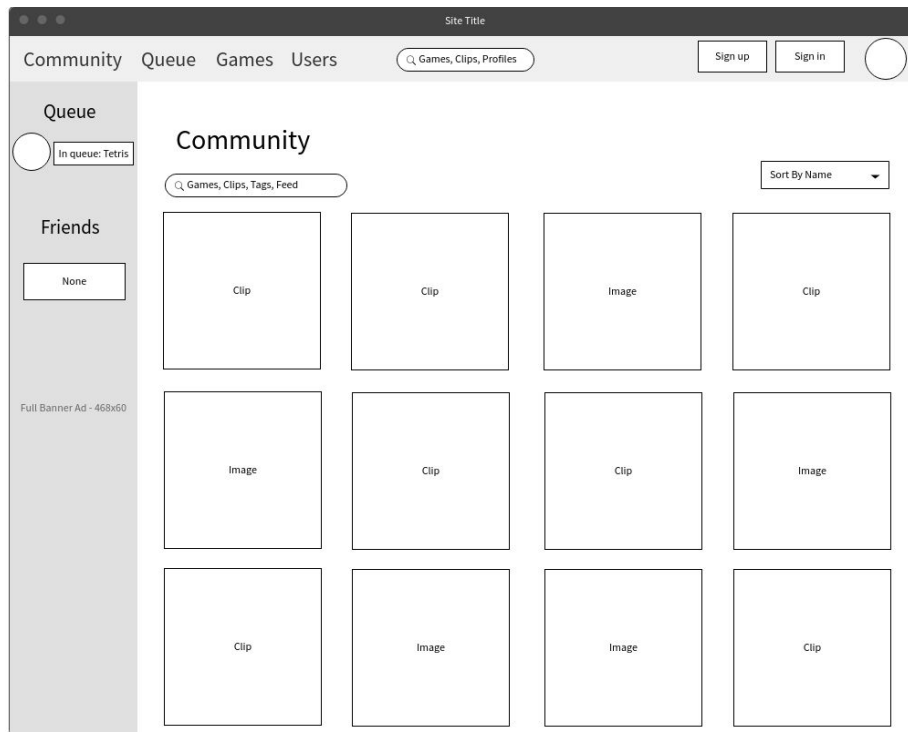 Site Title
Community Queue Games Users
Games, Clips, Profiles
Sign up
Sign in
Queue
In queue: Tetris
Friends
None
Full Banner Ad - 468x60
Community
Games, Clips, Tags, Feed
Sort By Name
Clip
Clip
Image
Clip
Image
Clip
Clip
Image
Clip
Image
Image
Clip